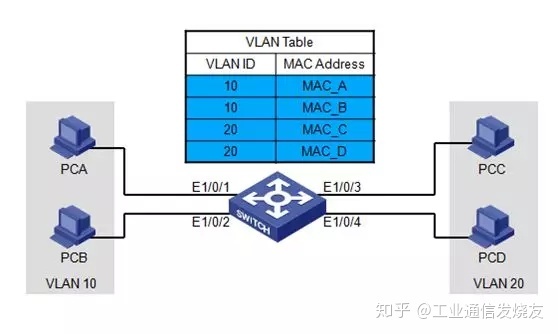 VLAN Table
VLAN ID MAC Address
10 MAC_A
10 MAC_B
20 MAC_C
20 MAC_D
PCA
E1/0/1
E1/0/3
PCC
SWITCH
PCB
E1/0/2
E1/0/4
PCD
VLAN 10
VLAN 20
知乎 @工业通信发烧友